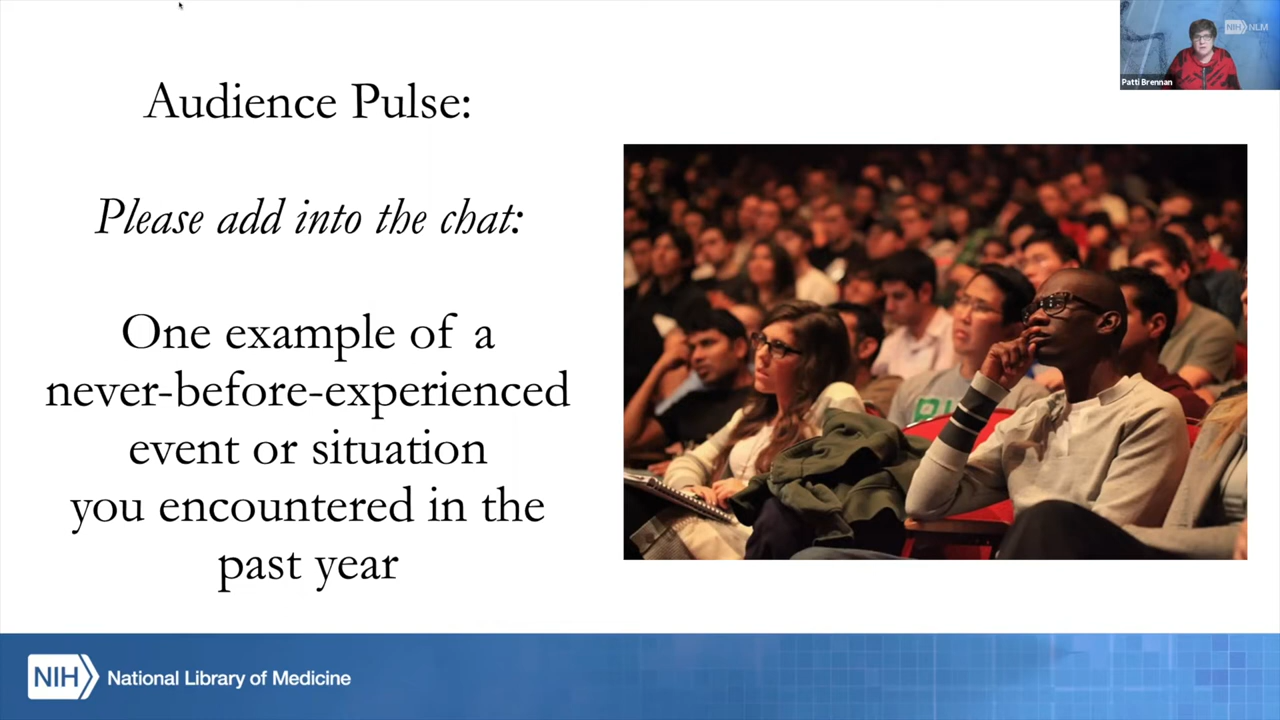 Audience Pulse:
Please add into the chat:
One example of a
never-before-experienced
event or situation
you encountered in the
past year
NIH NLM
Patti Brennan
NIH National Library of Medicine